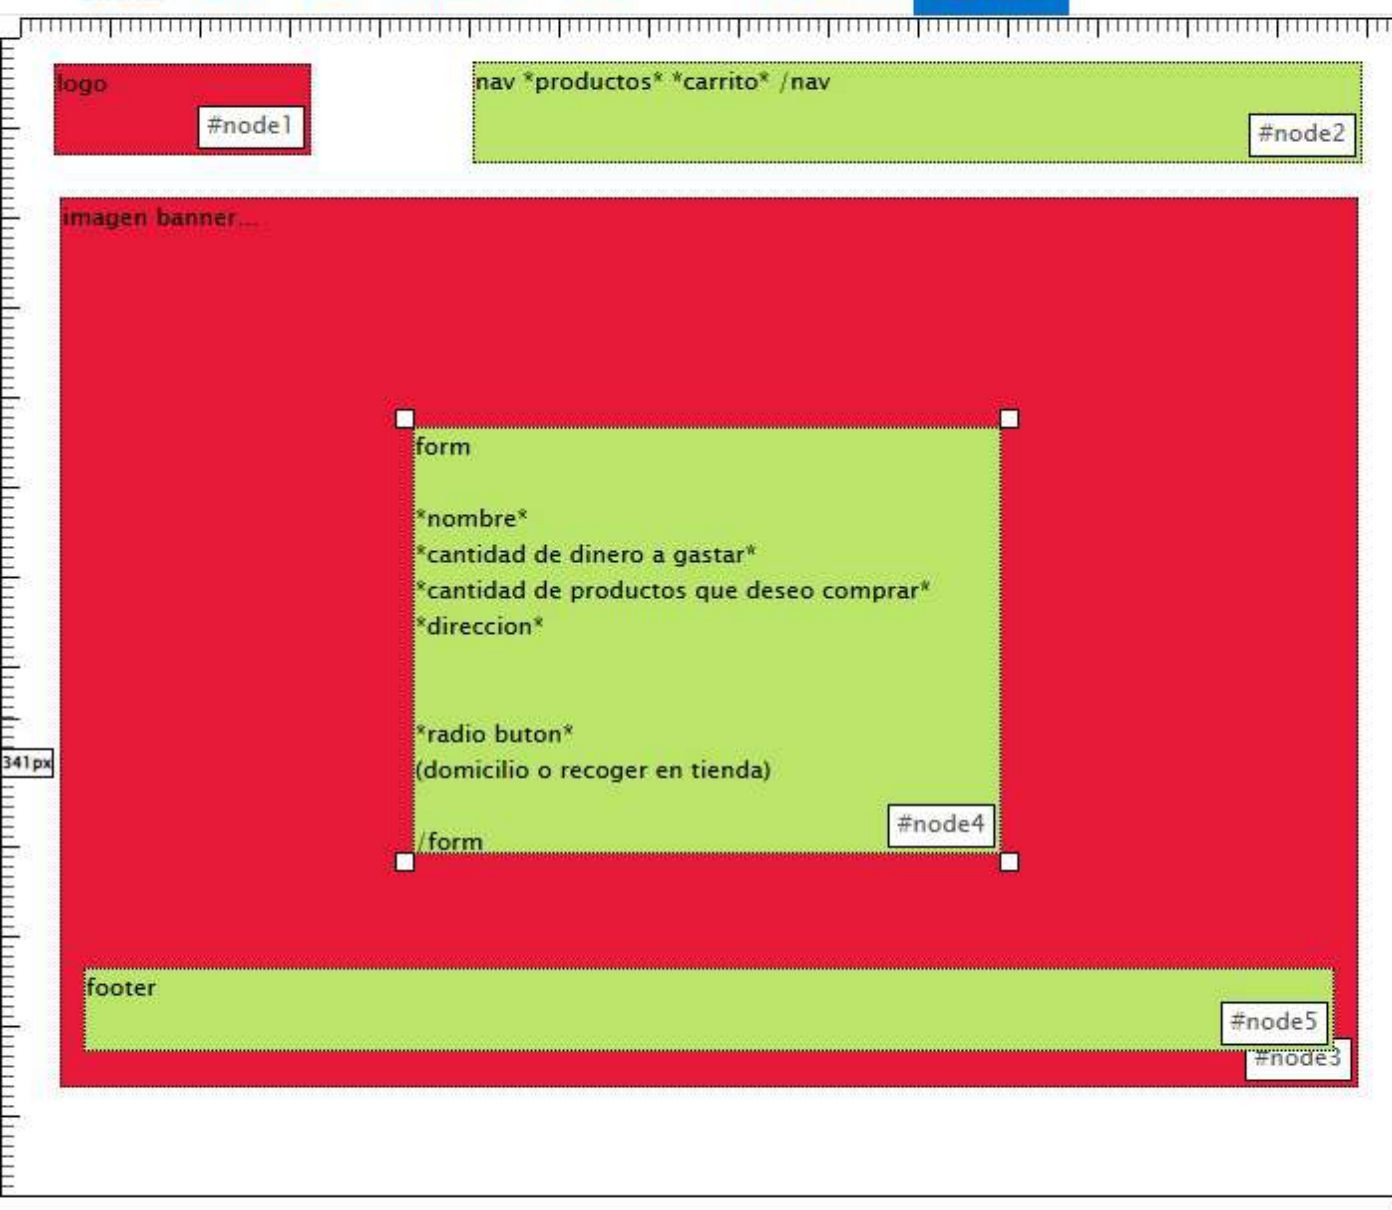 logo
#node1
nav *productos* *carrito* /nav
#node2
imagen banner...
form
*nombre*
*cantidad de dinero a gastar*
*cantidad de productos que deseo comprar*
*direccion*
*radio buton*
(domicilio o recoger en tienda)
#node4
/form
341px
footer
#node5
#node3